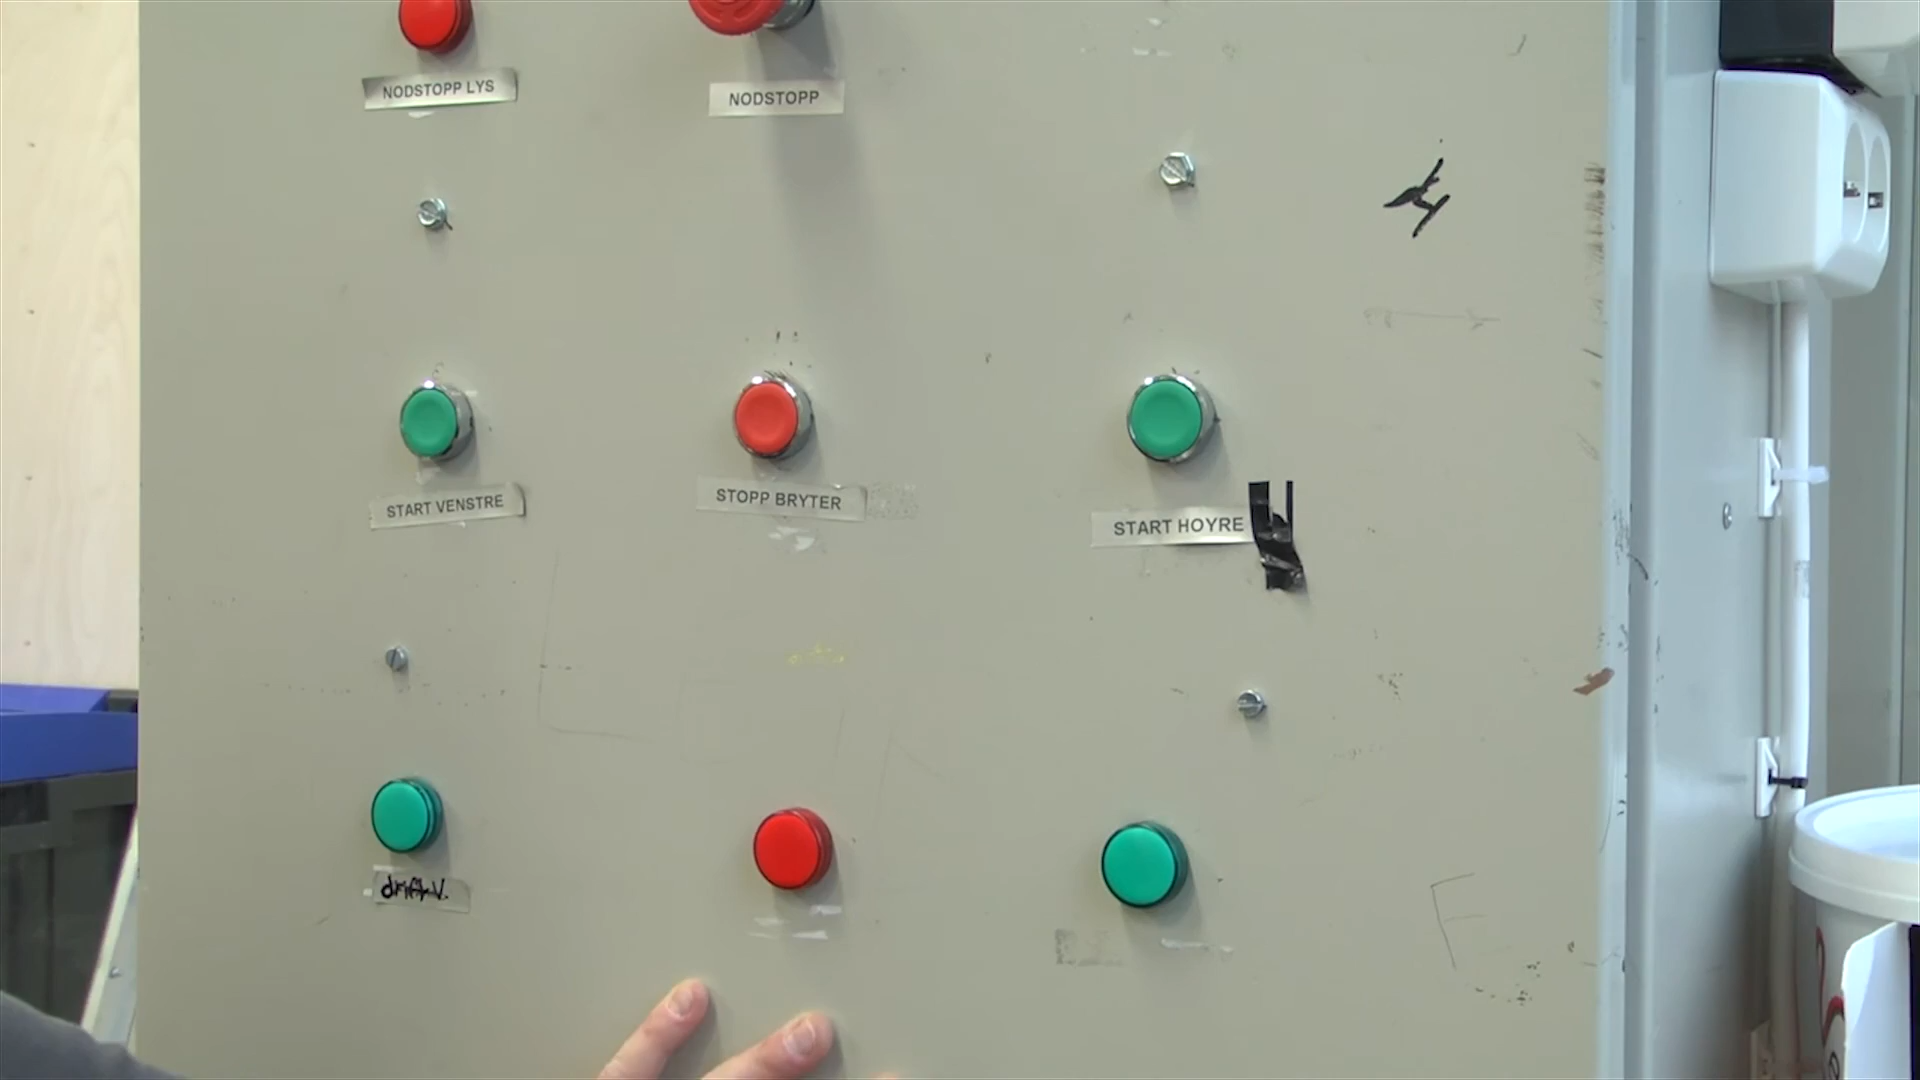 NODSTOPP LYS
NODSTOPP
START VENSTRE
STOPP BRYTER
START HOYRE
drift V.